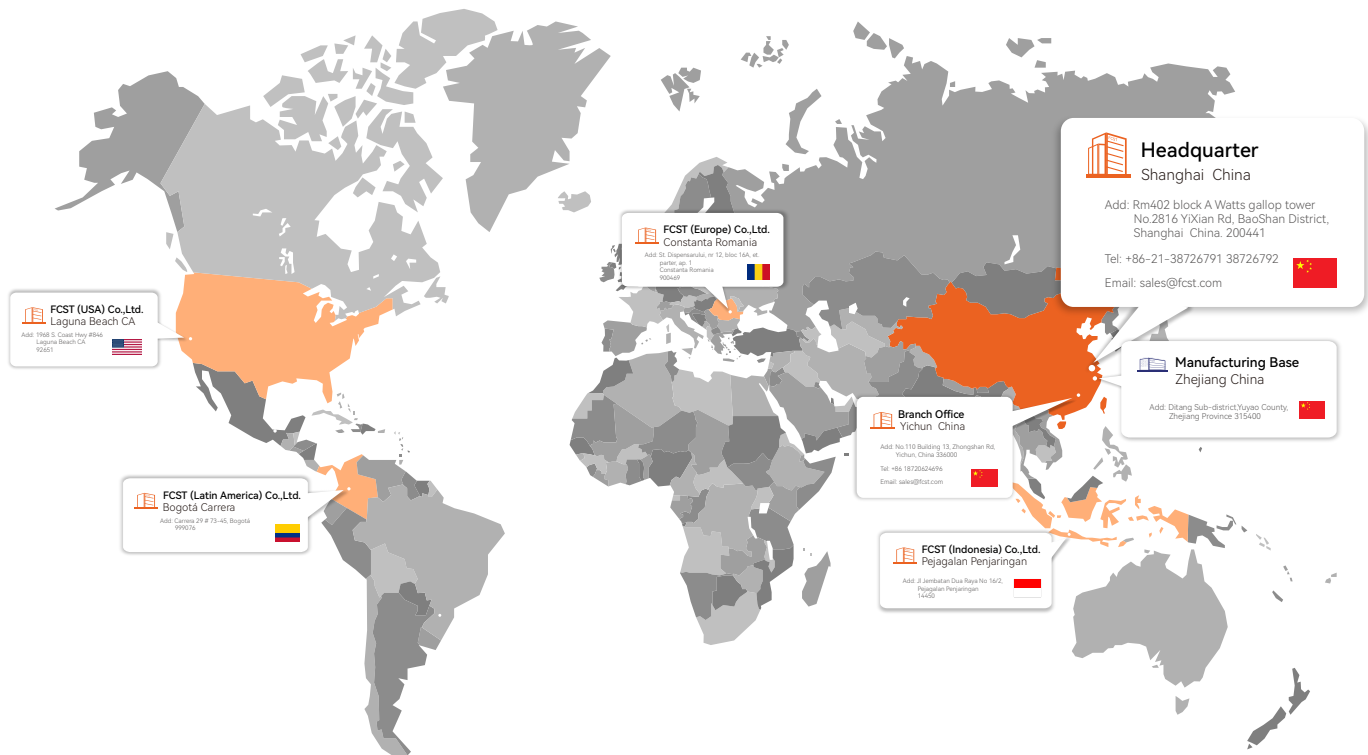 Headquarter
Shanghai China
Add: Rm402 block A Watts gallop tower
No.2816 YiXian Rd, BaoShan District,
Shanghai China. 200441
Tel: +86-21-38726791 38726792
Email: sales@fcst.com
FCST (Europe) Co.,Ltd.
Constanta Romania
Add: St. Dispensarului, nr 12, bloc 16A, et.
parter, ap. 1
Constanta Romania
900469
FCST (USA) Co.,Ltd.
Laguna Beach CA
Add: 1968 S. Coast Hwy #846
Laguna Beach CA
92651
Manufacturing Base
Zhejiang China
Add: Ditang Sub-district,Yuyao County,
Zhejiang Province 315400
Branch Office
Yichun China
Add: No.110 Building 13, Zhongshan Rd,
Yichun, China 336000
Tel: +86 18720624696
Email: sales@fcst.com
FCST (Latin America) Co.,Ltd.
Bogotá Carrera
Add: Carrera 29 # 73-45, Bogotá
999076
FCST (Indonesia) Co.,Ltd.
Pejagalan Penjaringan
Add: Jl Jembatan Dua Raya No 16/2,
Pejagalan Penjaringan
14450